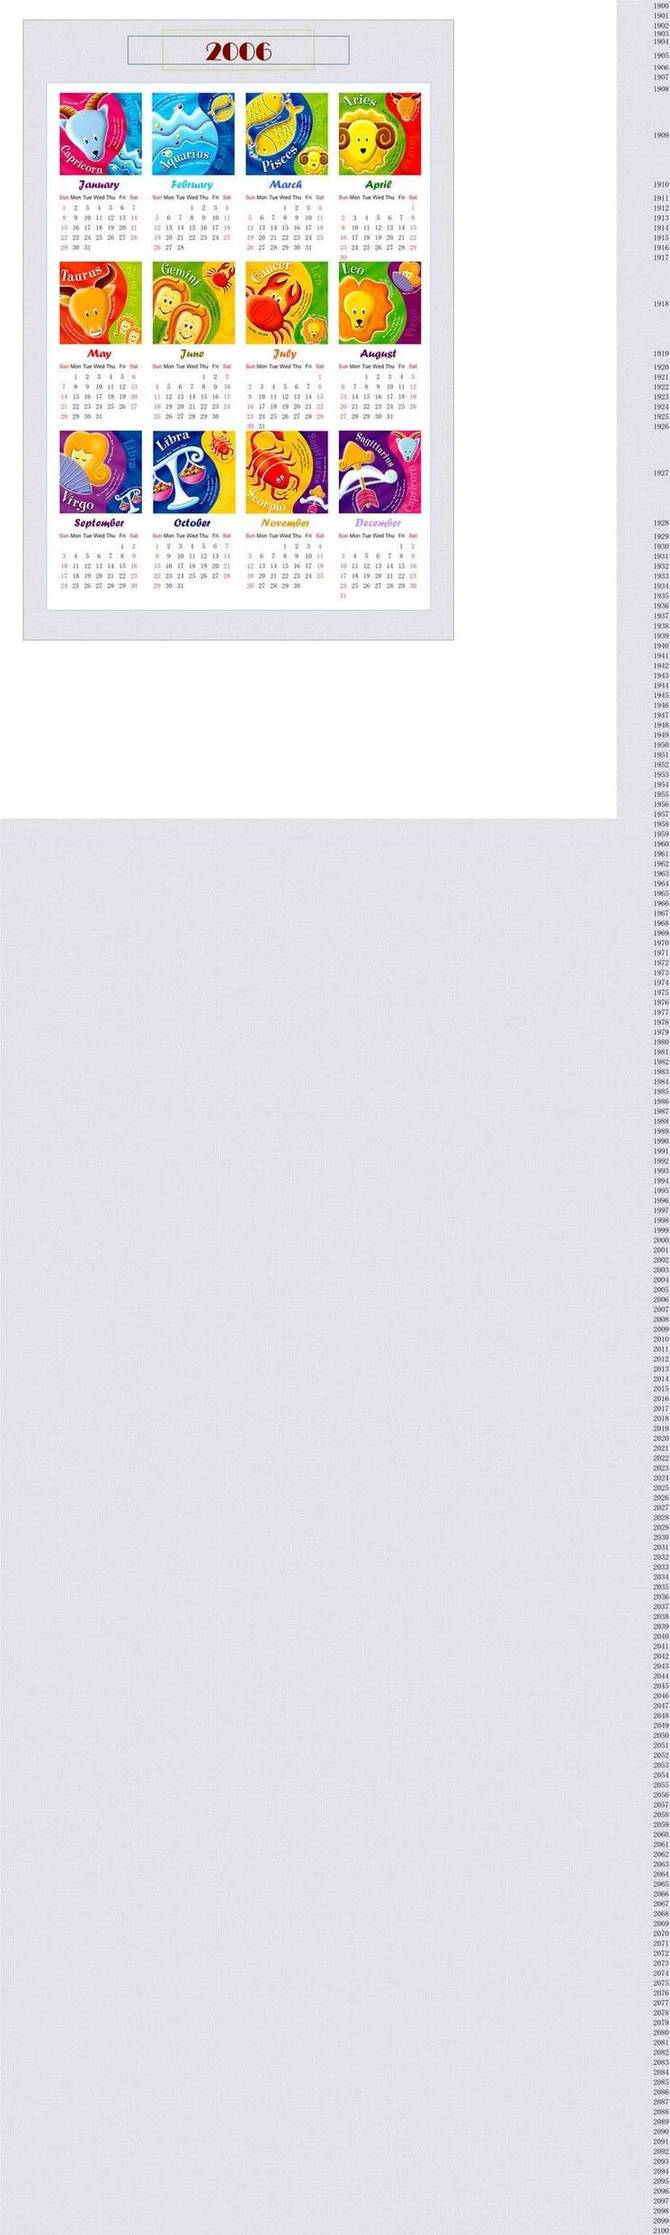 2006
Capricorn
January
Sun Mon Tue Wed Thu Fri Sat
1 2 3 4 5 6 7
8 9 10 11 12 13 14
15 16 17 18 19 20 21
22 23 24 25 26 27 28
29 30 31
Aquarius
February
Sun Mon Tue Wed Thu Fri Sat
1 2 3 4
5 6 7 8 9 10 11
12 13 14 15 16 17 18
19 20 21 22 23 24 25
26 27 28
Pisces
March
Sun Mon Tue Wed Thu Fri Sat
1 2 3 4
5 6 7 8 9 10 11
12 13 14 15 16 17 18
19 20 21 22 23 24 25
26 27 28 29 30 31
Aries
April
Sun Mon Tue Wed Thu Fri Sat
1
2 3 4 5 6 7 8
9 10 11 12 13 14 15
16 17 18 19 20 21 22
23 24 25 26 27 28 29
30
Taurus
May
Sun Mon Tue Wed Thu Fri Sat
1 2 3 4 5 6
7 8 9 10 11 12 13
14 15 16 17 18 19 20
21 22 23 24 25 26 27
28 29 30 31
Gemini
June
Sun Mon Tue Wed Thu Fri Sat
1 2 3
4 5 6 7 8 9 10
11 12 13 14 15 16 17
18 19 20 21 22 23 24
25 26 27 28 29 30
Cancer
Leo
July
Sun Mon Tue Wed Thu Fri Sat
1
2 3 4 5 6 7 8
9 10 11 12 13 14 15
16 17 18 19 20 21 22
23 24 25 26 27 28 29
30 31
Leo
Virgo
August
Sun Mon Tue Wed Thu Fri Sat
1 2 3 4 5
6 7 8 9 10 11 12
13 14 15 16 17 18 19
20 21 22 23 24 25 26
27 28 29 30 31
Virgo
Libra
September
Sun Mon Tue Wed Thu Fri Sat
1 2
3 4 5 6 7 8 9
10 11 12 13 14 15 16
17 18 19 20 21 22 23
24 25 26 27 28 29 30
Libra
October
Sun Mon Tue Wed Thu Fri Sat
1 2 3 4 5 6 7
8 9 10 11 12 13 14
15 16 17 18 19 20 21
22 23 24 25 26 27 28
29 30 31
Scorpio
Sagittarius
November
Sun Mon Tue Wed Thu Fri Sat
1 2 3 4
5 6 7 8 9 10 11
12 13 14 15 16 17 18
19 20 21 22 23 24 25
26 27 28 29 30
Sagittarius
Capricorn
December
Sun Mon Tue Wed Thu Fri Sat
1 2
3 4 5 6 7 8 9
10 11 12 13 14 15 16
17 18 19 20 21 22 23
24 25 26 27 28 29 30
31
1900
1901
1902
1903
1904
1905
1906
1907
1908
1909
1910
1911
1912
1913
1914
1915
1916
1917
1918
1919
1920
1921
1922
1923
1924
1925
1926
1927
1928
1929
1930
1931
1932
1933
1934
1935
1936
1937
1938
1939
1940
1941
1942
1943
1944
1945
1946
1947
1948
1949
1950
1951
1952
1953
1954
1955
1956
1957
1958
1959
1960
1961
1962
1963
1964
1965
1966
1967
1968
1969
1970
1971
1972
1973
1974
1975
1976
1977
1978
1979
1980
1981
1982
1983
1984
1985
1986
1987
1988
1989
1990
1991
1992
1993
1994
1995
1996
1997
1998
1999
2000
2001
2002
2003
2004
2005
2006
2007
2008
2009
2010
2011
2012
2013
2014
2015
2016
2017
2018
2019
2020
2021
2022
2023
2024
2025
2026
2027
2028
2029
2030
2031
2032
2033
2034
2035
2036
2037
2038
2039
2040
2041
2042
2043
2044
2045
2046
2047
2048
2049
2050
2051
2052
2053
2054
2055
2056
2057
2058
2059
2060
2061
2062
2063
2064
2065
2066
2067
2068
2069
2070
2071
2072
2073
2074
2075
2076
2077
2078
2079
2080
2081
2082
2083
2084
2085
2086
2087
2088
2089
2090
2091
2092
2093
2094
2095
2096
2097
2098
2099
2100